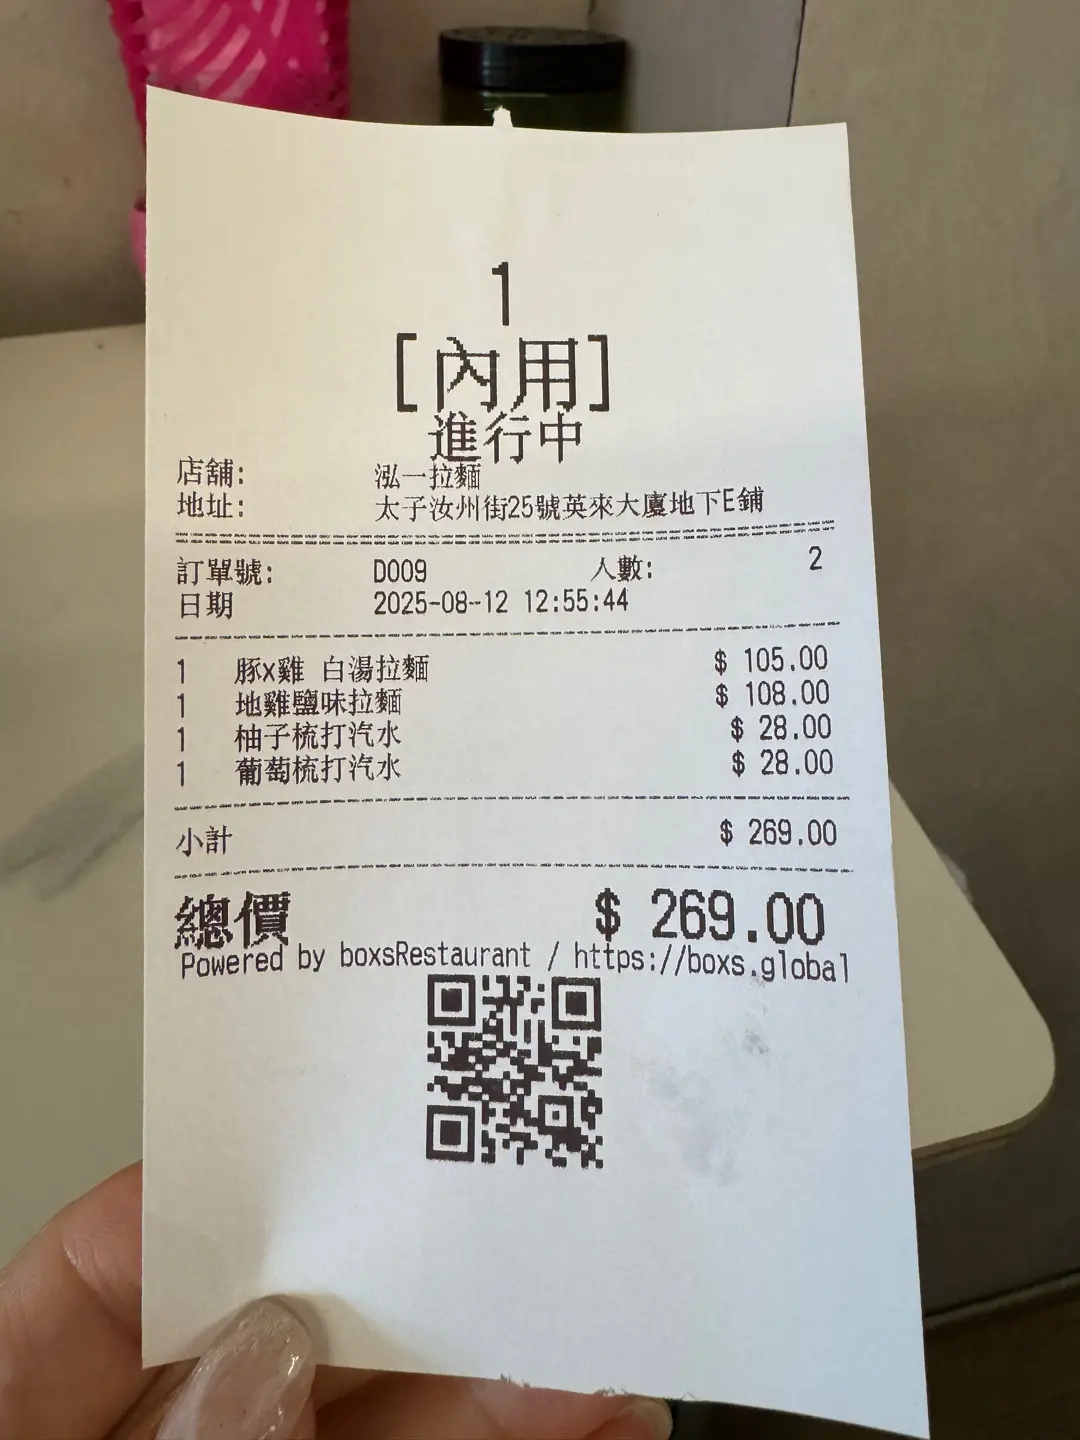 1
[內用]
進行中
店舖: 泓一拉麵
地址: 太子汝州街25號英來大廈地下E鋪
訂單號: D009 人數: 2
日期 2025-08-12 12:55:44
1 豚x雞 白湯拉麵 $ 105.00
1 地雞鹽味拉麵 $ 108.00
1 柚子梳打汽水 $ 28.00
1 葡萄梳打汽水 $ 28.00
小計 $ 269.00
總價 $ 269.00
Powered by boxsRestaurant / https://boxs.global